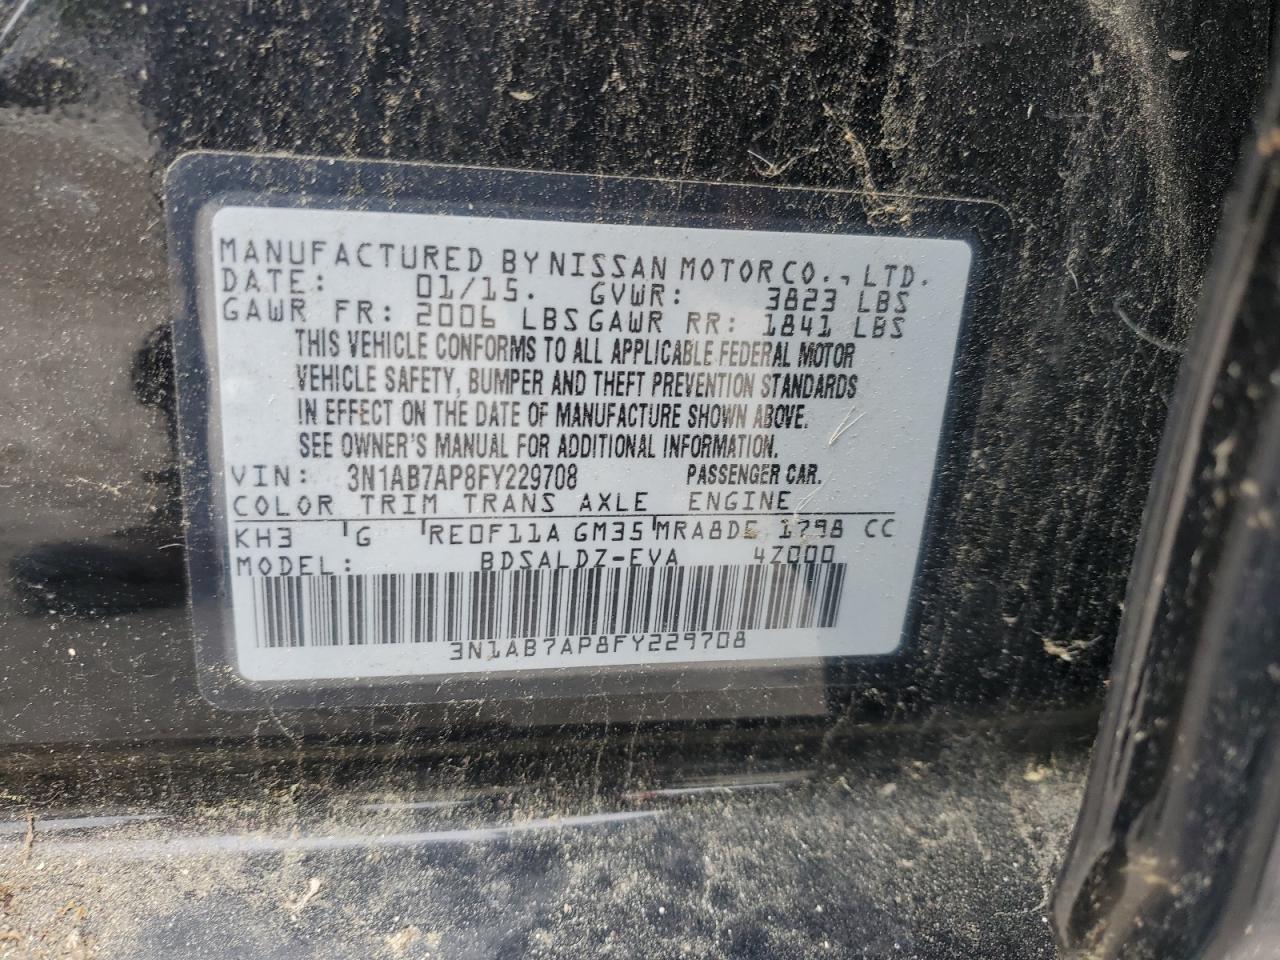 MANUFACTURED BY NISSAN MOTOR CO., LTD.
DATE: 01/15. GVWR: 3823 LBS
GAWR FR: 2006 LBS GAWR RR: 1841 LBS
THIS VEHICLE CONFORMS TO ALL APPLICABLE FEDERAL MOTOR
VEHICLE SAFETY, BUMPER AND THEFT PREVENTION STANDARDS
IN EFFECT ON THE DATE OF MANUFACTURE SHOWN ABOVE.
SEE OWNER'S MANUAL FOR ADDITIONAL INFORMATION.
VIN: 3N1AB7AP8FY229708 PASSENGER CAR.
COLOR TRIM TRANS AXLE ENGINE
KH3 G RE0F11A GM35 MRA8DE 1798 CC
MODEL: BDSALDZ-EVA 4Z000
3N1AB7AP8FY229708